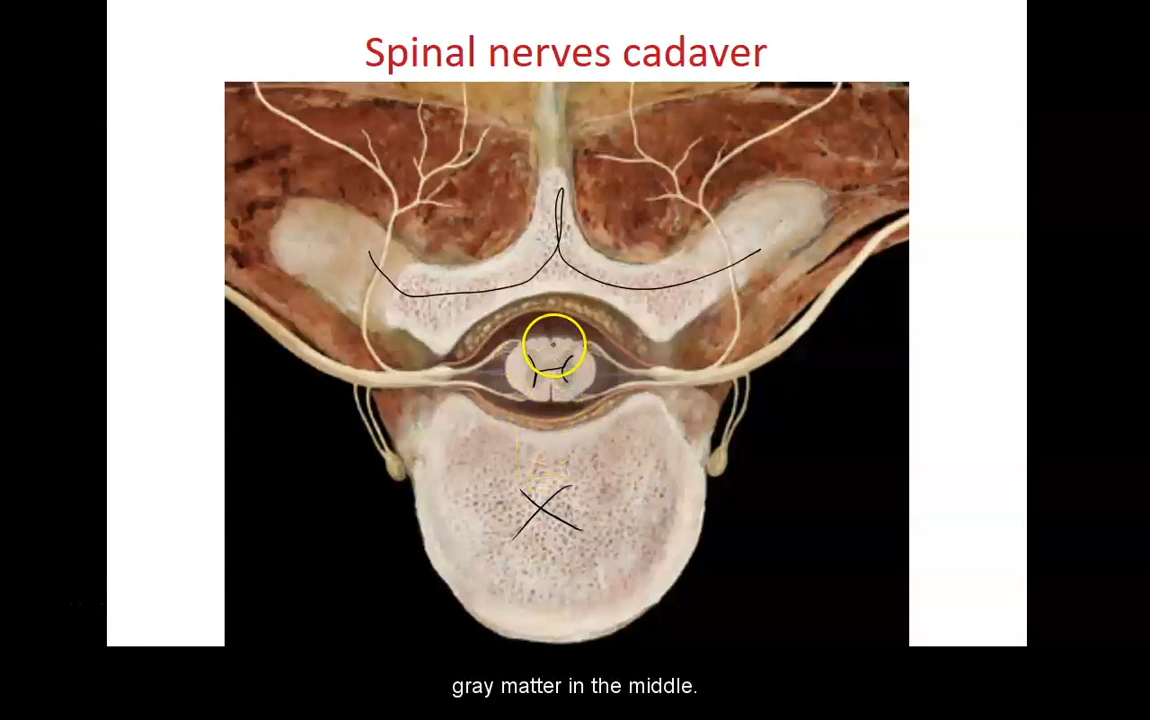 Spinal nerves cadaver
gray matter in the middle.